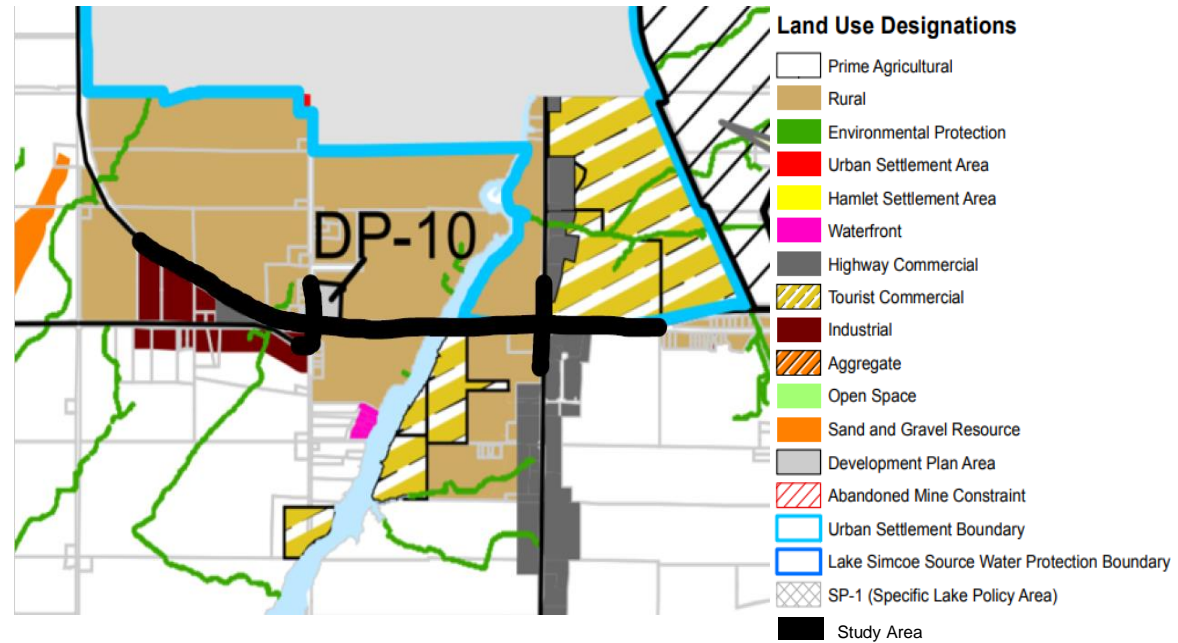 DP-10
Land Use Designations
Prime Agricultural
Rural
Environmental Protection
Urban Settlement Area
Hamlet Settlement Area
Waterfront
Highway Commercial
Tourist Commercial
Industrial
Aggregate
Open Space
Sand and Gravel Resource
Development Plan Area
Abandoned Mine Constraint
Urban Settlement Boundary
Lake Simcoe Source Water Protection Boundary
SP-1 (Specific Lake Policy Area)
Study Area